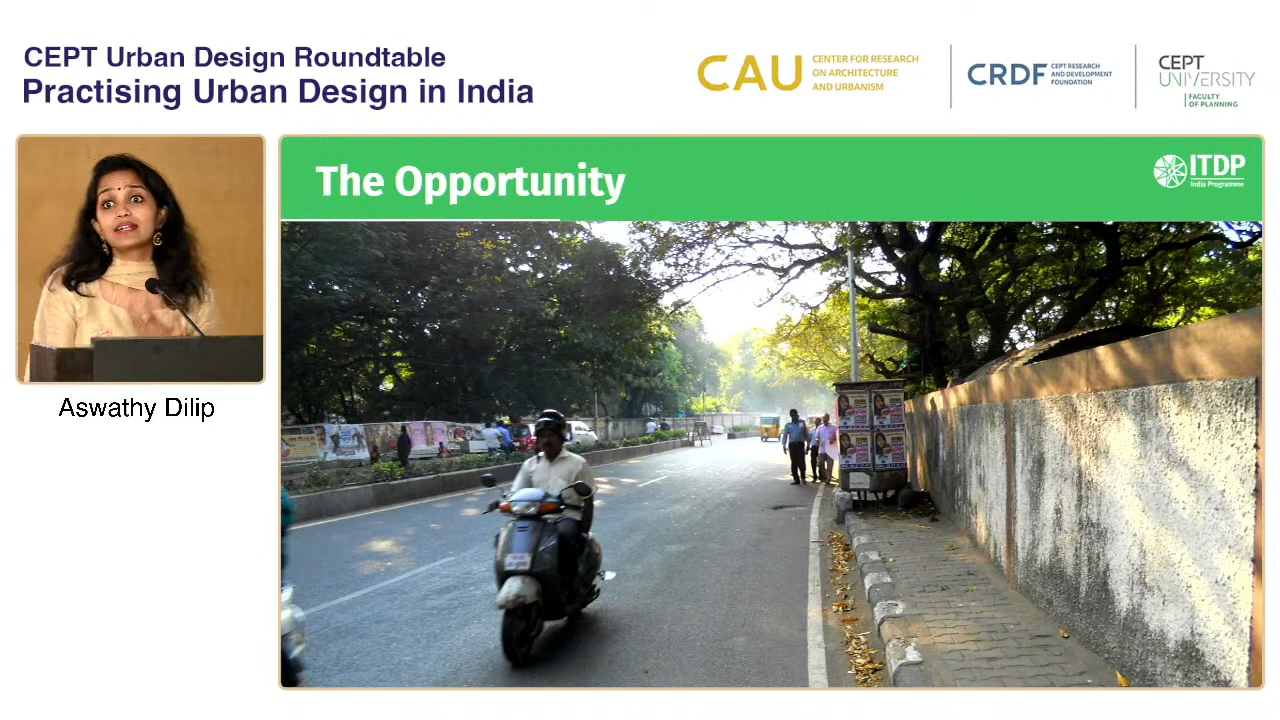 CEPT Urban Design Roundtable
Practising Urban Design in India
CAU
CENTER FOR RESEARCH
ON ARCHITECTURE
AND URBANISM
CRDF
CEPT RESEARCH
AND DEVELOPMENT
FOUNDATION
CEPT
UNIVERSITY
FACULTY
OF PLANNING
The Opportunity
ITDP
India Programme
Aswathy Dilip